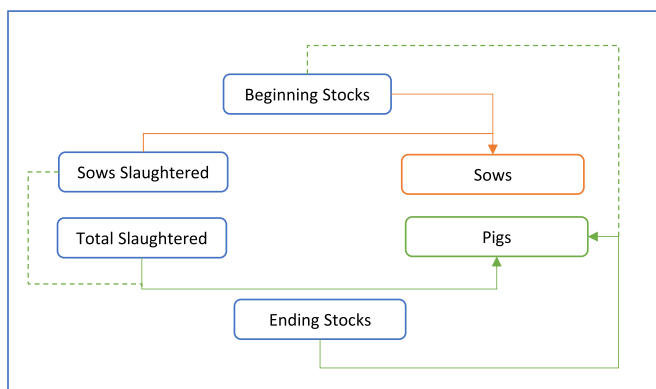 Beginning Stocks
Sows Slaughtered
Sows
Total Slaughtered
Pigs
Ending Stocks